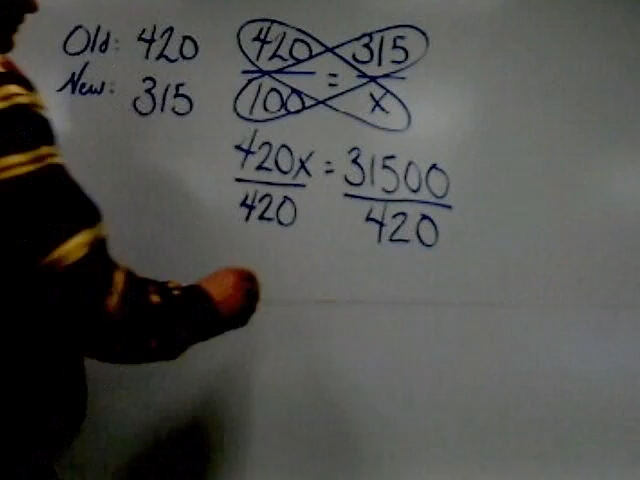 Old: 420
New: 315
420/100 = 315/x
420x/420 = 31500/420